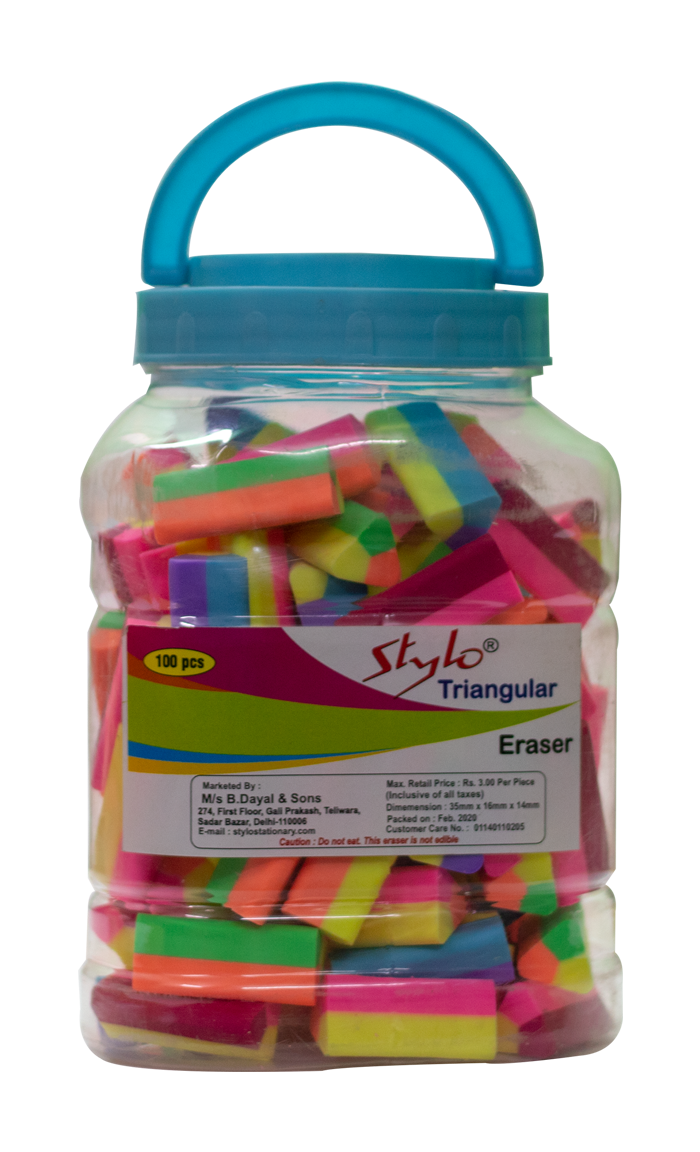 100 pcs
Stylo®
Triangular
Eraser
Marketed By :
M/s B.Dayal & Sons
274, First Floor, Gali Prakash, Teliwara,
Sadar Bazar, Delhi-110006
E-mail : stylostationary.com
Max. Retail Price : Rs. 3.00 Per Piece
(Inclusive of all taxes)
Dimemension : 35mm x 16mm x 14mm
Packed on : Feb. 2020
Customer Care No. : 01140110205
Caution : Do not eat. This eraser is not edible